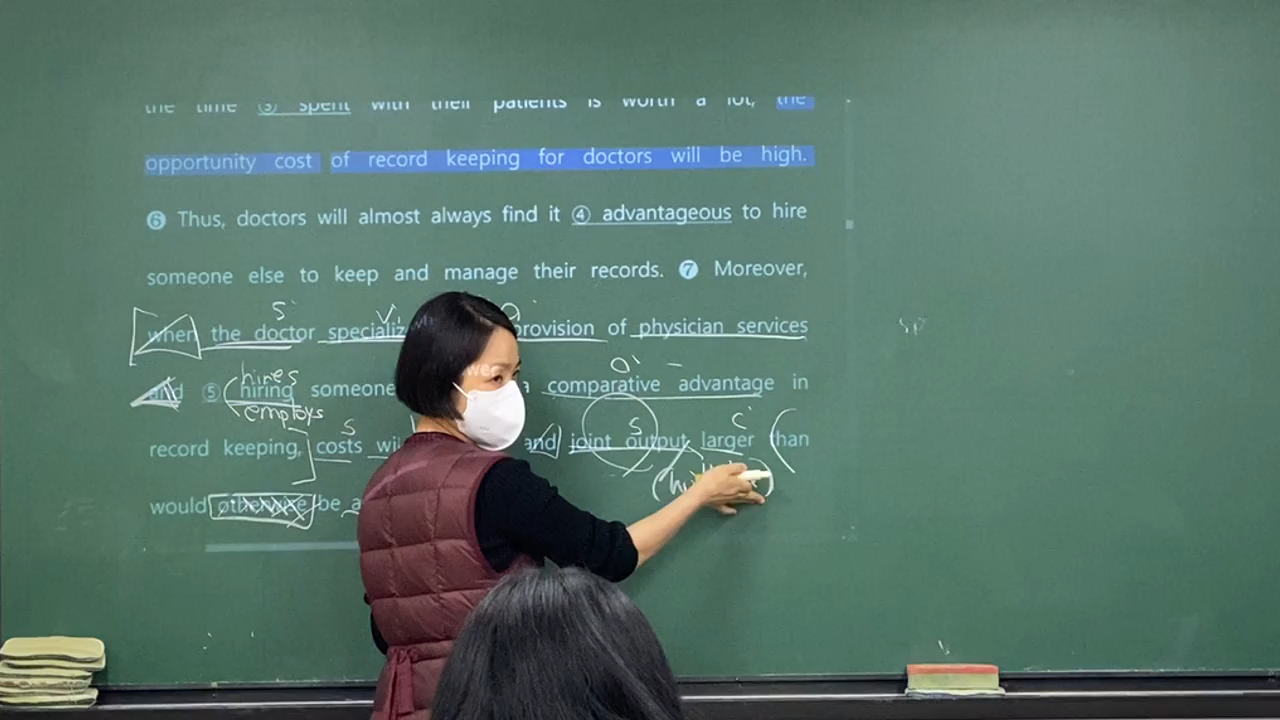 the time ③ spent with their patients is worth a lot, the
opportunity cost of record keeping for doctors will be high.
❻ Thus, doctors will almost always find it ④ advantageous to hire
someone else to keep and manage their records. ❼ Moreover,
S' V' O'
when the doctor specializ provision of physician services
hires O'
and ⑤ hiring someone comparative advantage in
employs S S C'
record keeping, costs wi and joint output larger than
would otherwise be a